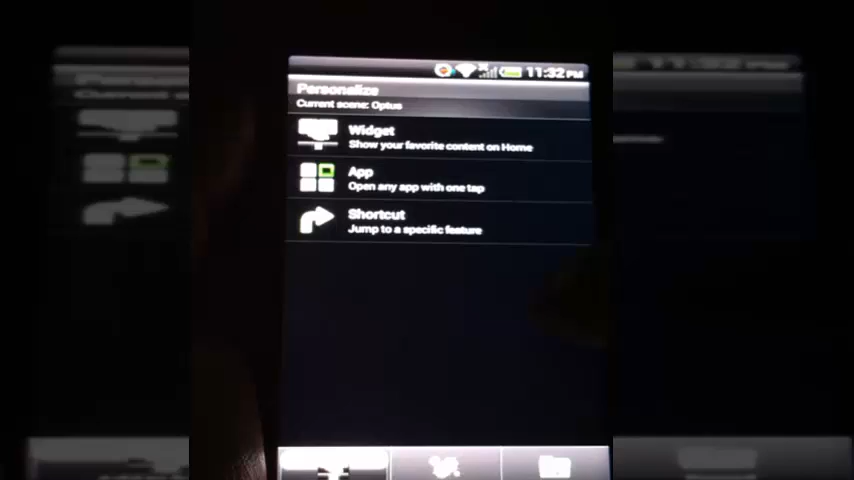 11:32 PM
Personalize
Current scene: Optus
Widget
Show your favorite content on Home
App
Open any app with one tap
Shortcut
Jump to a specific feature